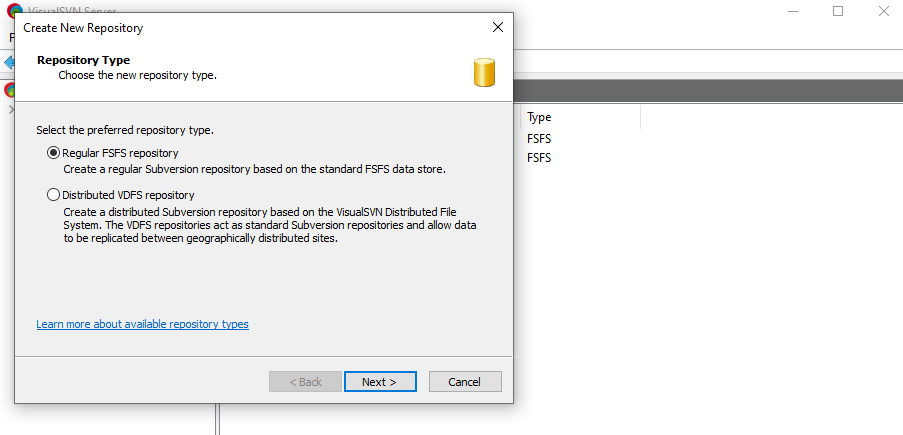 VisualSVN Server
Create New Repository
Repository Type
Choose the new repository type.
Type
Select the preferred repository type.
FSFS
Regular FSFS repository
FSFS
Create a regular Subversion repository based on the standard FSFS data store.
Distributed VDFS repository
Create a distributed Subversion repository based on the VisualSVN Distributed File
System. The VDFS repositories act as standard Subversion repositories and allow data
to be replicated between geographically distributed sites.
Learn more about available repository types
< Back
Next >
Cancel